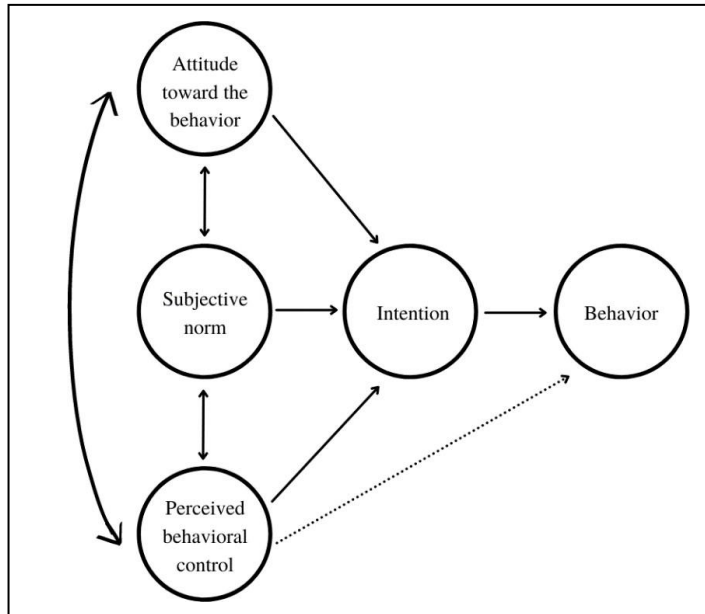 Attitude
toward the
behavior
Subjective
norm
Intention
Behavior
Perceived
behavioral
control